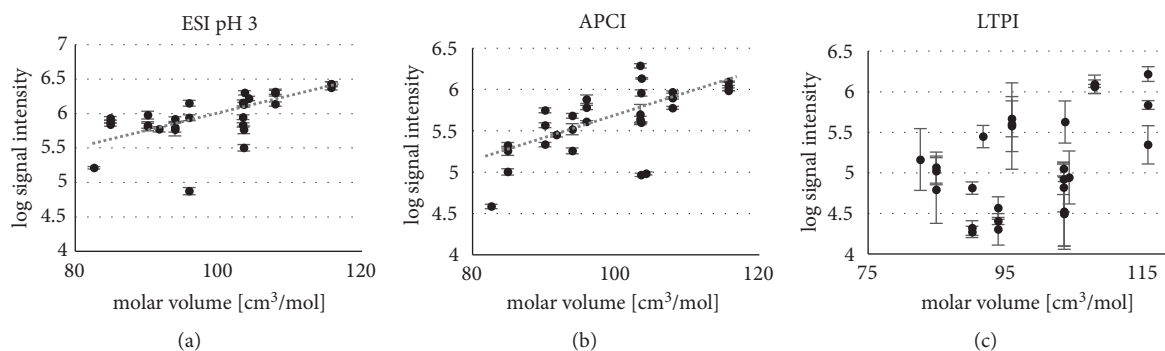 ESI pH 3
log signal intensity
7
6.5
6
5.5
5
4.5
4
80 100 120
molar volume [cm³/mol]
(a)
APCI
log signal intensity
6.5
6
5.5
5
4.5
4
80 100 120
molar volume [cm³/mol]
(b)
LTPI
log signal intensity
6.5
6
5.5
5
4.5
4
75 95 115
molar volume [cm³/mol]
(c)